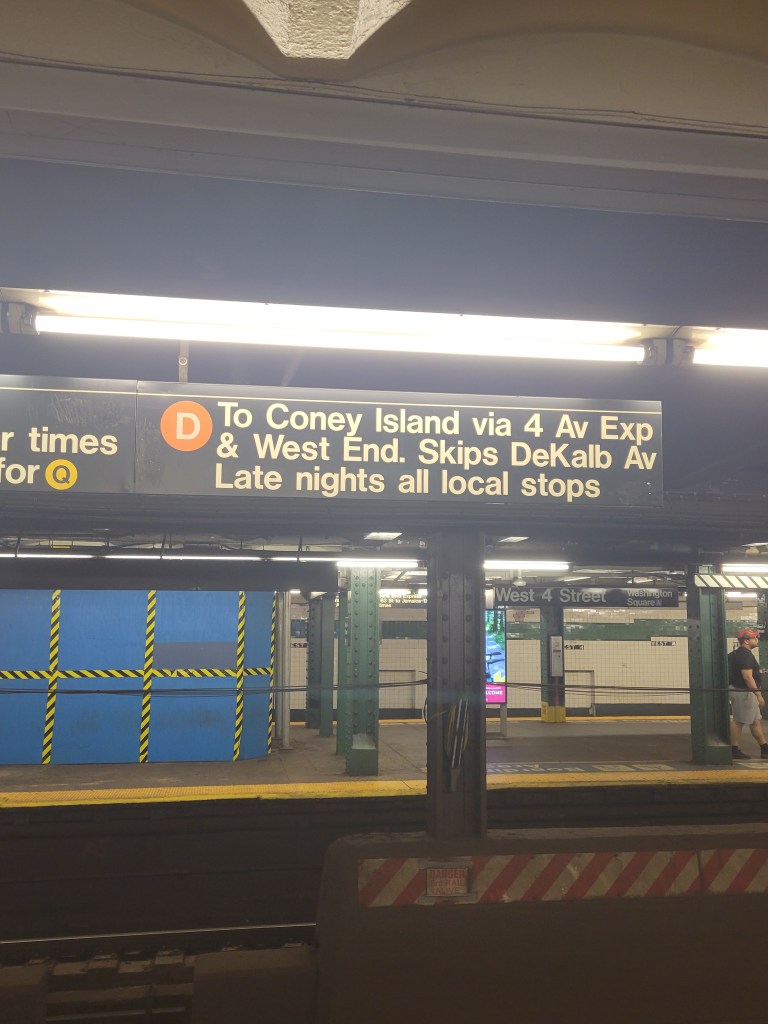 r times
for Q
D To Coney Island via 4 Av Exp
& West End. Skips DeKalb Av
Late nights all local stops
West 4 Street
Washington
Square
DANGER